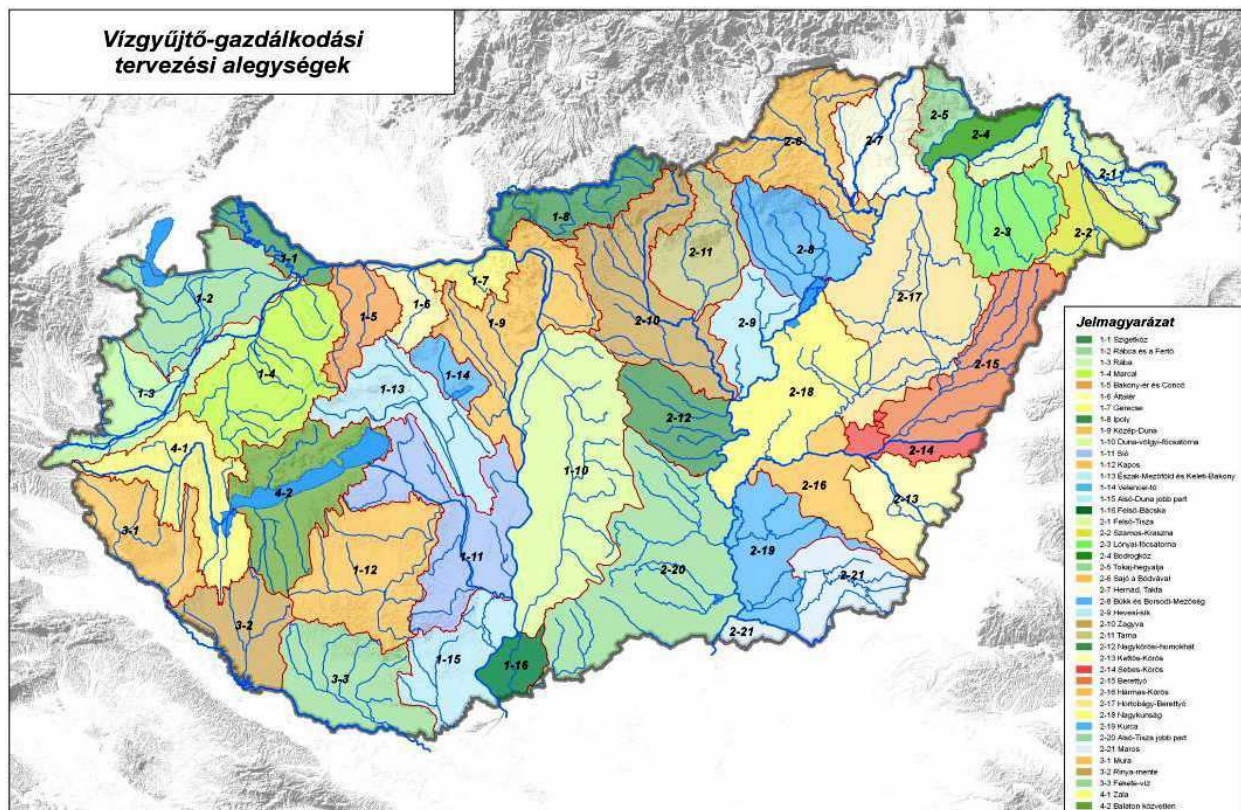 Vízgyűjtő-gazdálkodási
tervezési alegységek
2-5
2-4
2-6
2-7
2-1
1-8
2-3
2-2
2-8
2-11
1-1
1-7
1-2
1-6
2-17
1-5
1-9
2-10
2-9
1-3
1-4
2-15
1-14
1-13
2-18
2-12
4-1
2-14
1-10
4-2
2-16
2-13
3-1
2-19
1-11
1-12
2-20
2-21
3-2
2-21
1-15
1-16
3-3
Jelmagyarázat
1-1 Szigetköz
1-2 Rábca és a Fertő
1-3 Rába
1-4 Marcal
1-5 Bakony-ér és Concó
1-6 Általér
1-7 Gerecse
1-8 Ipoly
1-9 Közép-Duna
1-10 Duna-völgyi-főcsatorna
1-11 Sió
1-12 Kapos
1-13 Észak-Mezőföld és Keleti-Bakony
1-14 Velencei-tó
1-15 Alsó-Duna jobb part
1-16 Felső-Bácska
2-1 Felső-Tisza
2-2 Szamos-Kraszna
2-3 Lónyai-főcsatorna
2-4 Bodrogköz
2-5 Tokaj-hegyalja
2-6 Sajó a Bódvával
2-7 Hernád, Takta
2-8 Bükk és Borsodi-Mezőség
2-9 Hevesi-sík
2-10 Zagyva
2-11 Tarna
2-12 Nagykőrösi-homokhát
2-13 Kettős-Körös
2-14 Sebes-Körös
2-15 Berettyó
2-16 Hármas-Körös
2-17 Hortobágy-Berettyó
2-18 Nagykunság
2-19 Kurca
2-20 Alsó-Tisza jobb part
2-21 Maros
3-1 Mura
3-2 Rinya-mente
3-3 Fekete-víz
4-1 Zala
4-2 Balaton közvetlen